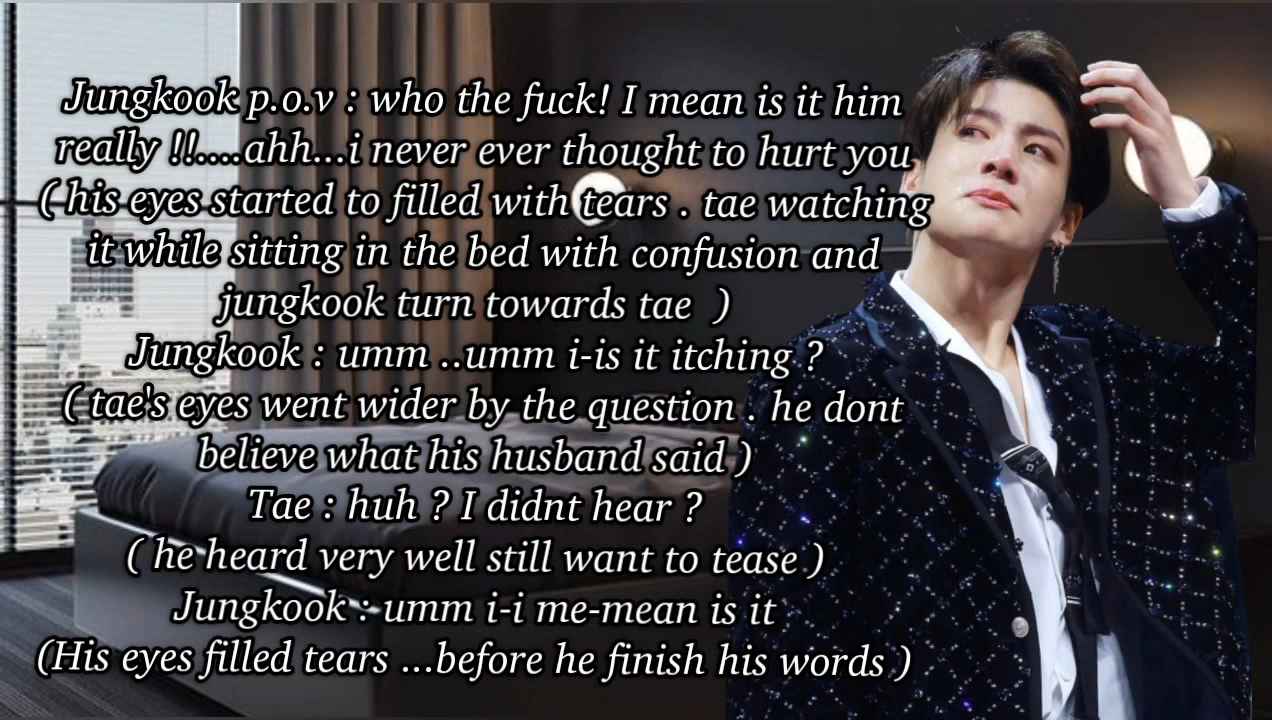 Jungkook p.o.v : who the fuck! I mean is it him
really !!....ahh...i never ever thought to hurt you
( his eyes started to filled with tears . tae watching
it while sitting in the bed with confusion and
jungkook turn towards tae )
Jungkook : umm ..umm i-is it itching ?
( tae's eyes went wider by the question . he dont
believe what his husband said )
Tae : huh ? I didnt hear ?
( he heard very well still want to tease )
Jungkook : umm i-i me-mean is it
(His eyes filled tears ...before he finish his words )